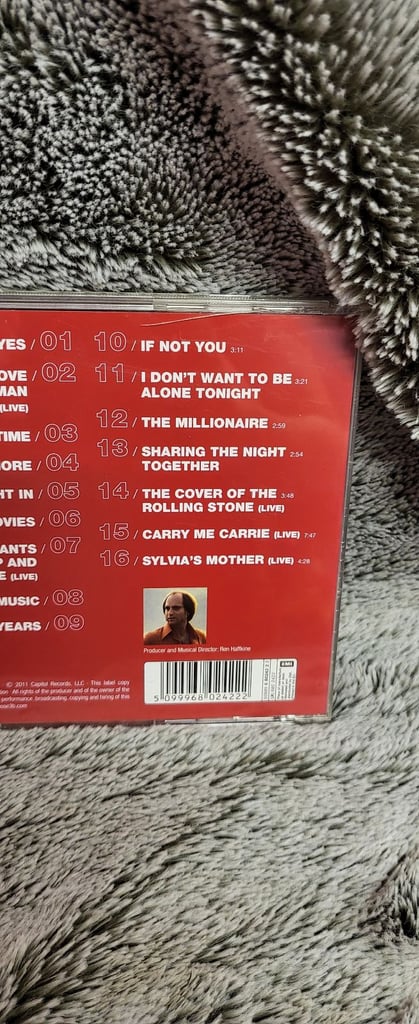 YES / 01
OVE / 02
MAN
(LIVE)
TIME / 03
ORE / 04
HT IN / 05
OVIES / 06
ANTS / 07
P AND
E (LIVE)
MUSIC / 08
YEARS / 09
10 / IF NOT YOU 3:11
11 / I DON'T WANT TO BE 3:21
ALONE TONIGHT
12 / THE MILLIONAIRE 2:59
13 / SHARING THE NIGHT 2:54
TOGETHER
14 / THE COVER OF THE 3:48
ROLLING STONE (LIVE)
15 / CARRY ME CARRIE (LIVE) 7:47
16 / SYLVIA'S MOTHER (LIVE) 4:28
Producer and Musical Director: Ron Haffkine
℗ © 2011 Capitol Records, LLC · This label copy
tion All rights of the producer and of the owner of the
performance, broadcasting, copying and hiring of this
5 099968 024222
EMI